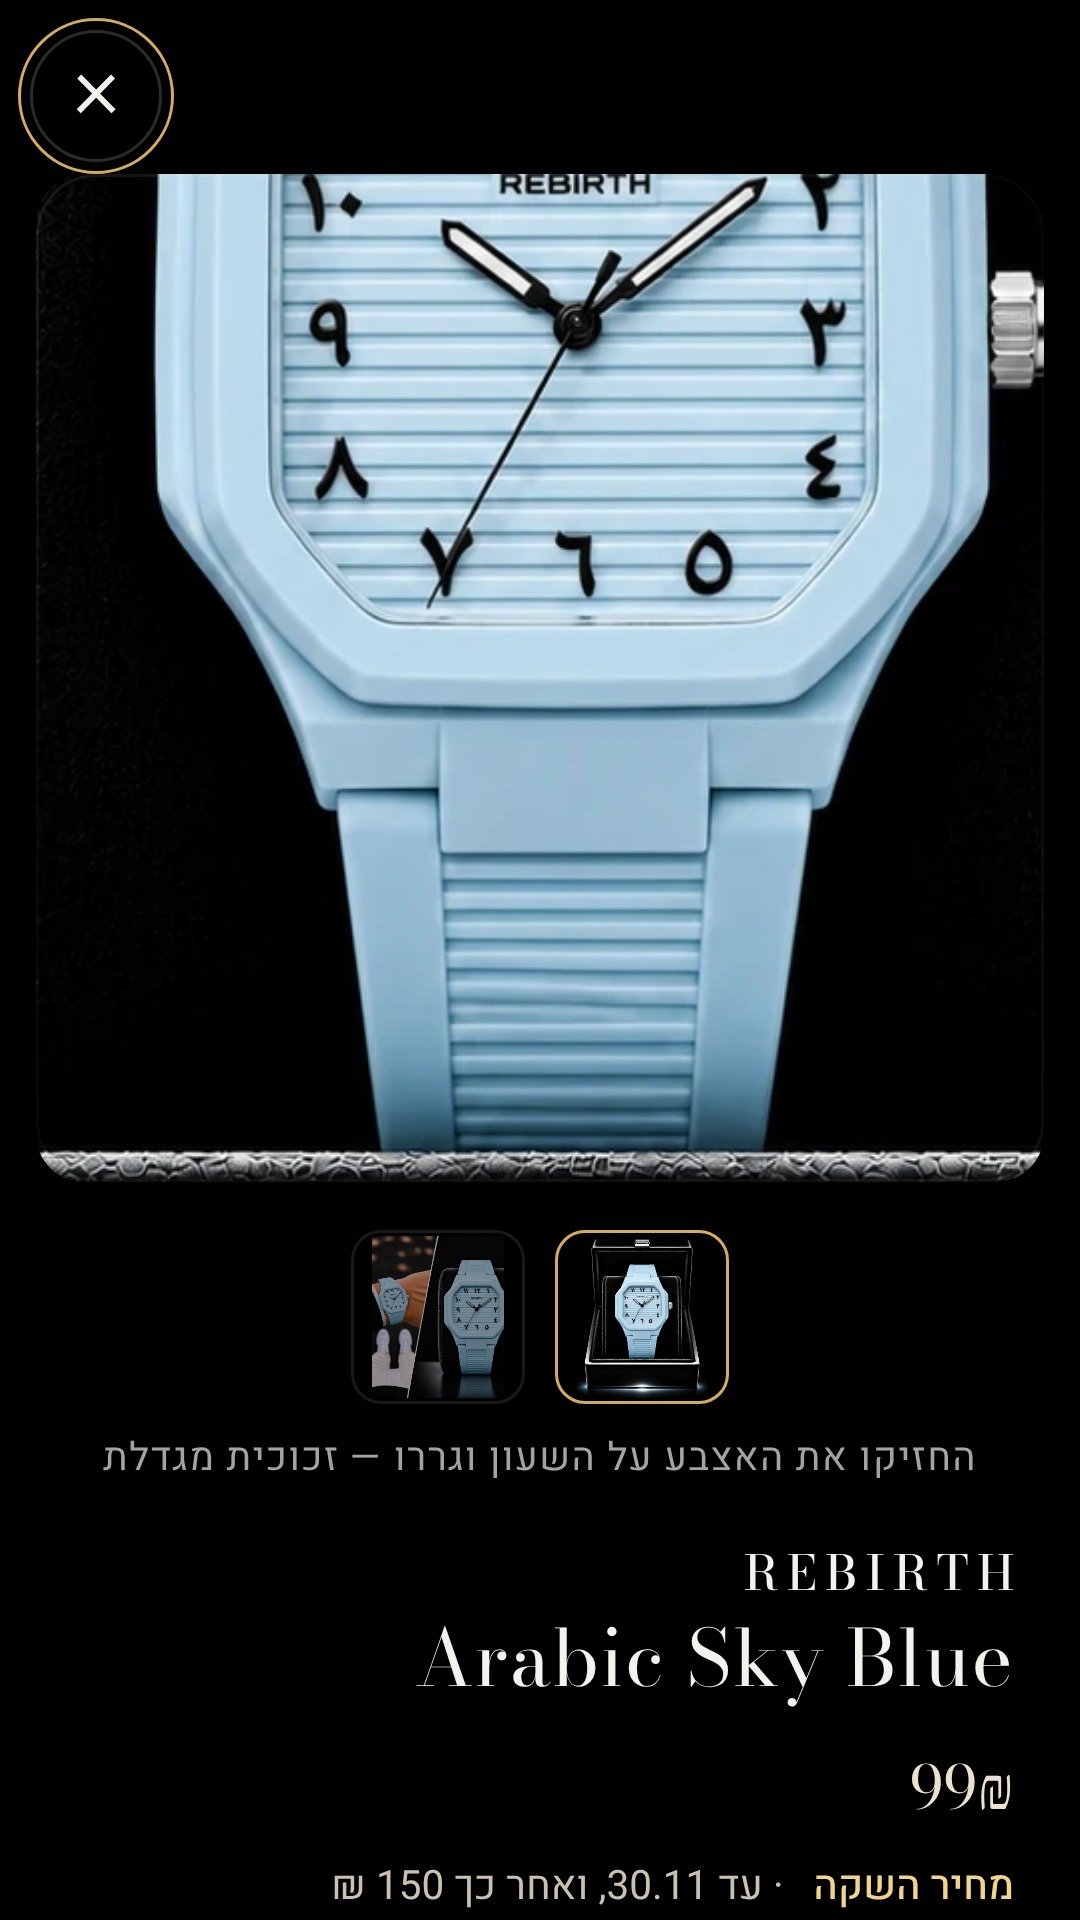 REBIRTH
١٠
٢
٩
٣
٨
٤
٧ ٦ ٥
החזיקו את האצבע על השעון וגררו — זכוכית מגדלת
REBIRTH
Arabic Sky Blue
99₪
מחיר השקה · עד 30.11, ואחר כך 150 ₪